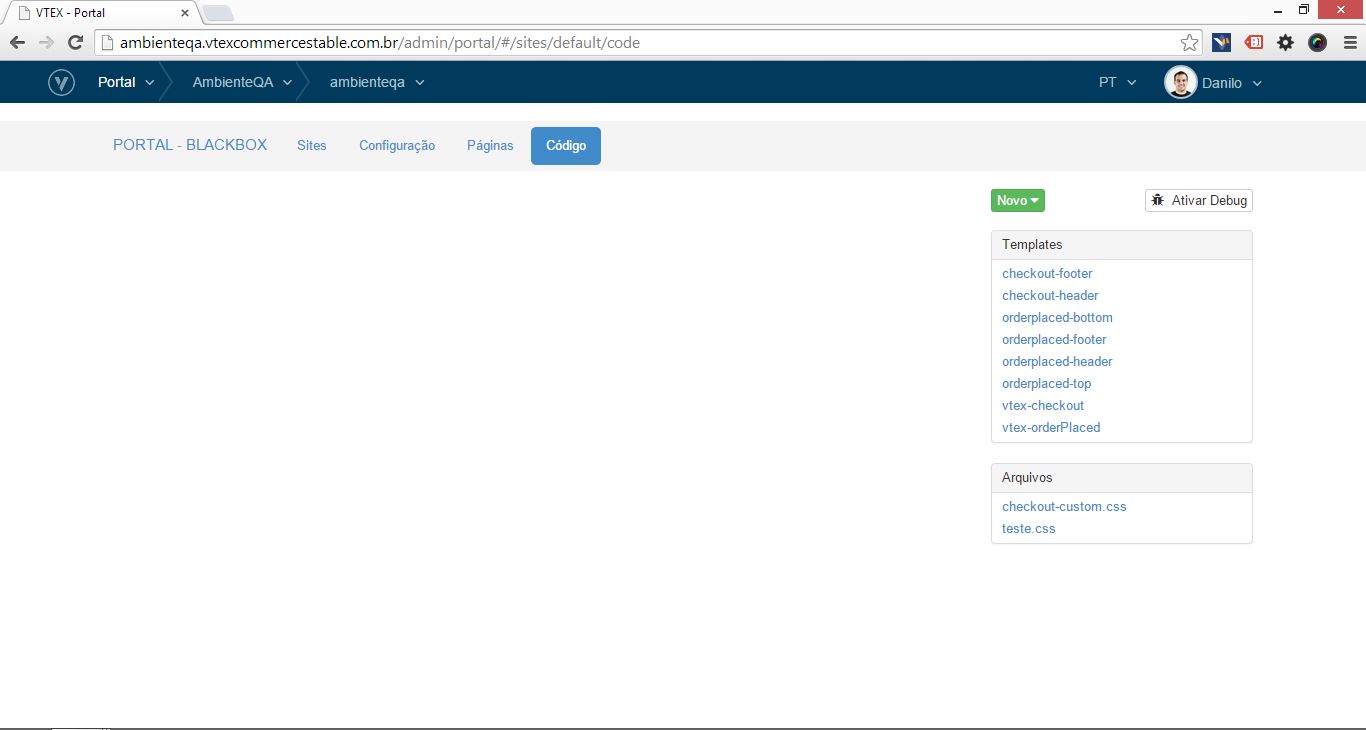 VTEX - Portal
ambienteqa.vtexcommercestable.com.br/admin/portal/#/sites/default/code
Portal AmbienteQA ambienteqa PT Danilo
PORTAL - BLACKBOX Sites Configuração Páginas Código
Novo Ativar Debug
Templates
checkout-footer
checkout-header
orderplaced-bottom
orderplaced-footer
orderplaced-header
orderplaced-top
vtex-checkout
vtex-orderPlaced
Arquivos
checkout-custom.css
teste.css